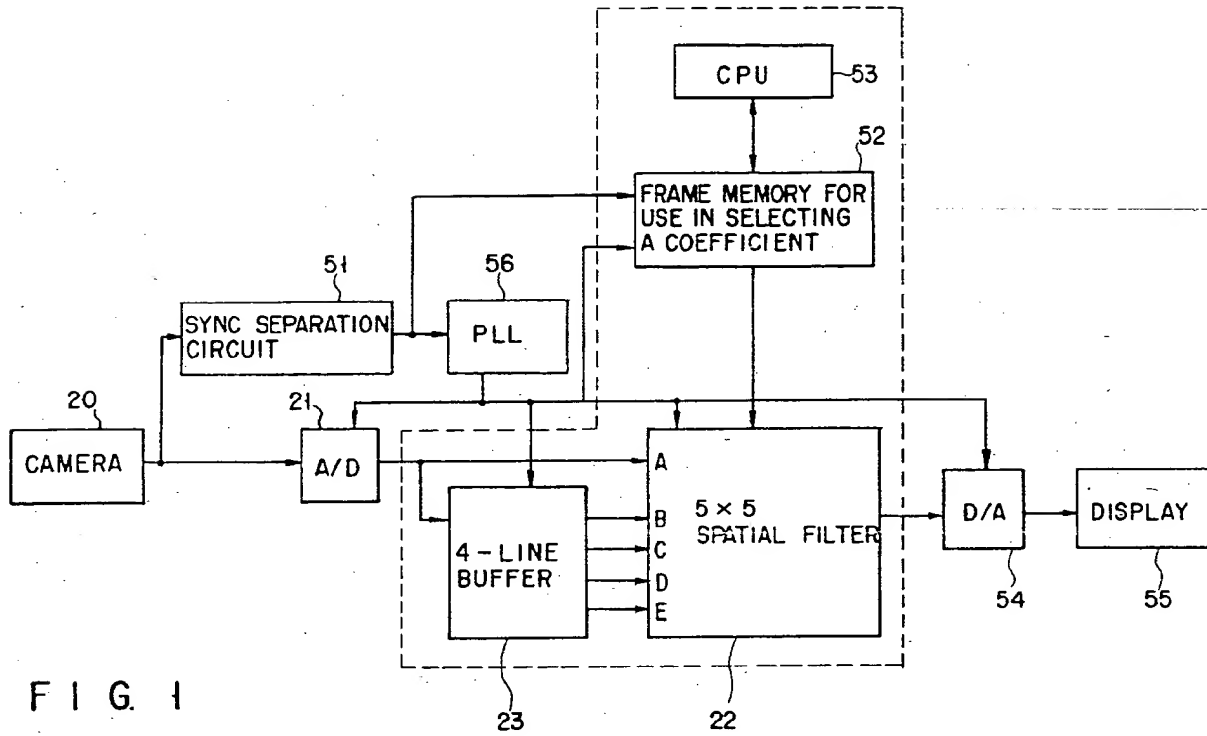 CPU
53
52
FRAME MEMORY FOR
USE IN SELECTING
A COEFFICIENT
51
56
SYNC SEPARATION
CIRCUIT
PLL
20
21
CAMERA
A/D
A
B
C
D
E
5 × 5
SPATIAL FILTER
4-LINE
BUFFER
D/A
DISPLAY
54
55
23
22
FIG. 1